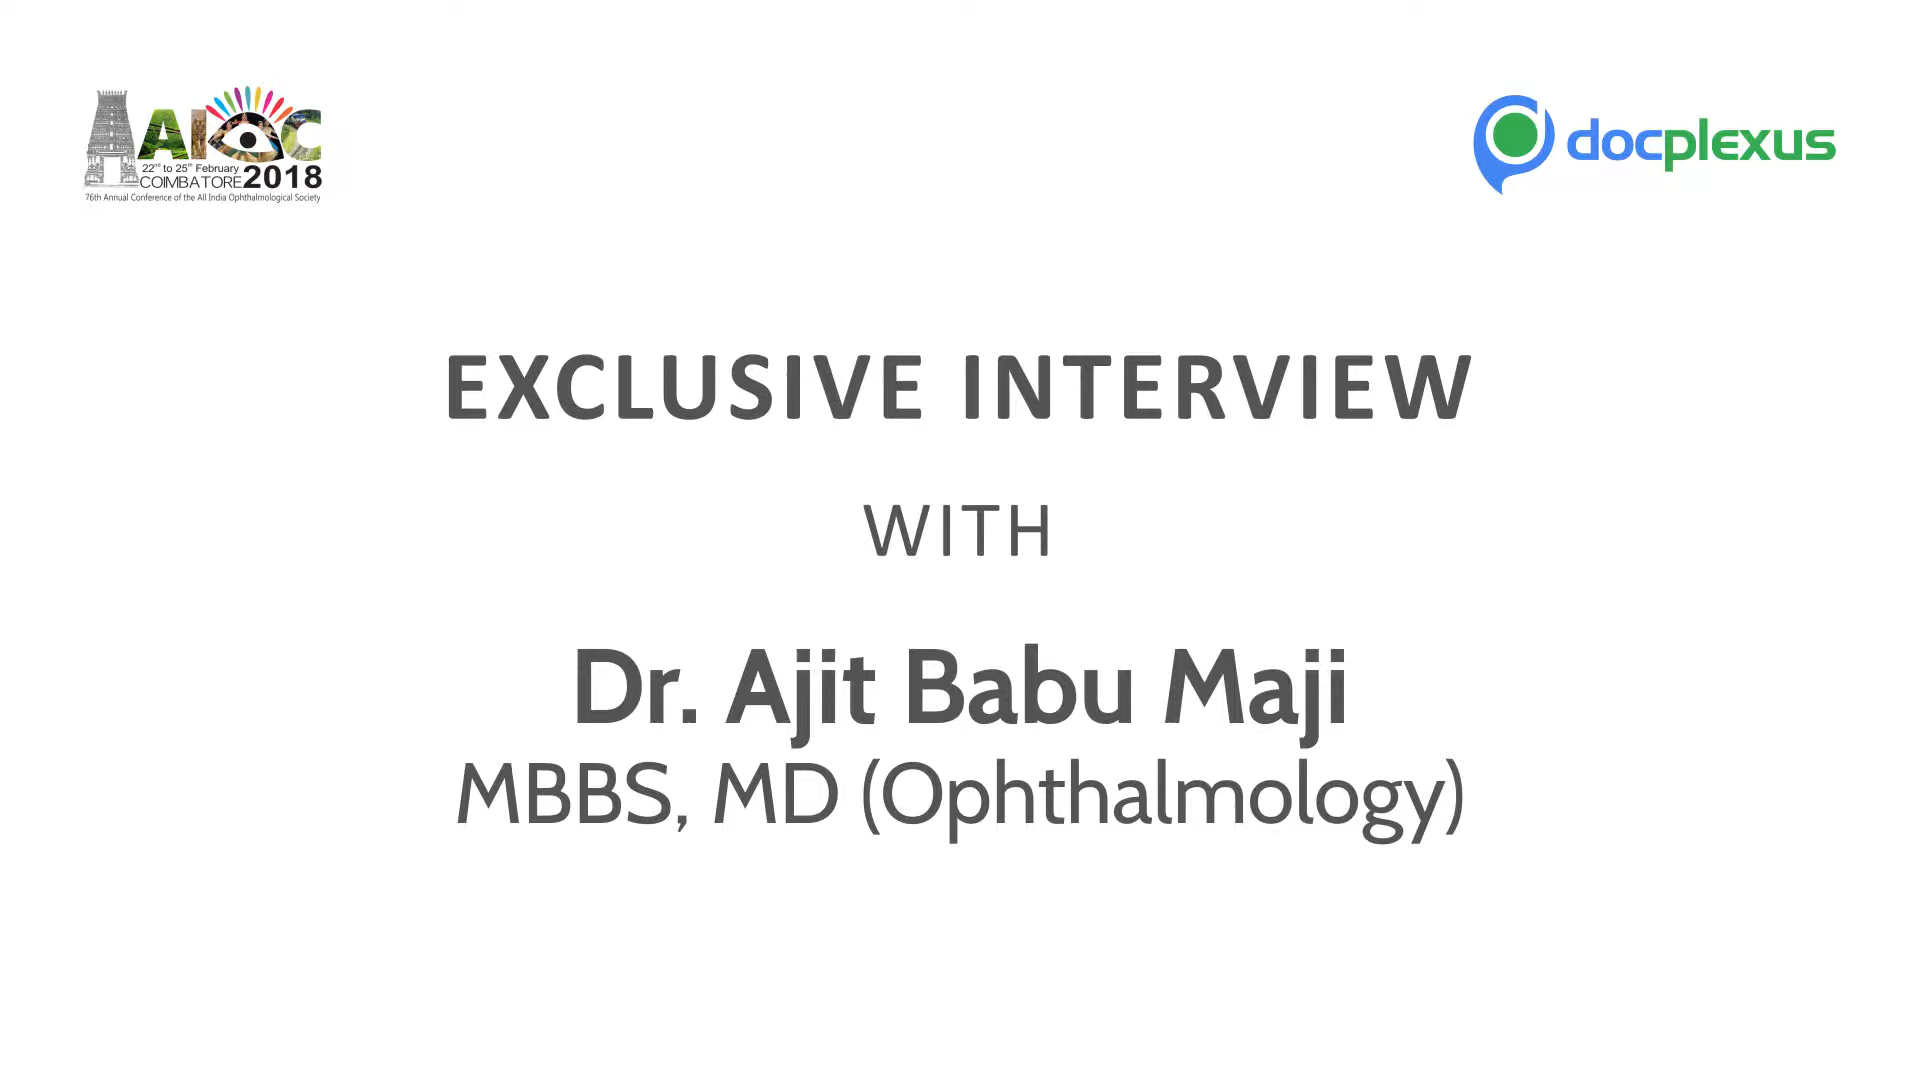 AIOC
22nd to 25th February
COIMBATORE 2018
76th Annual Conference of the All India Ophthalmological Society
docplexus
EXCLUSIVE INTERVIEW
WITH
Dr. Ajit Babu Maji
MBBS, MD (Ophthalmology)